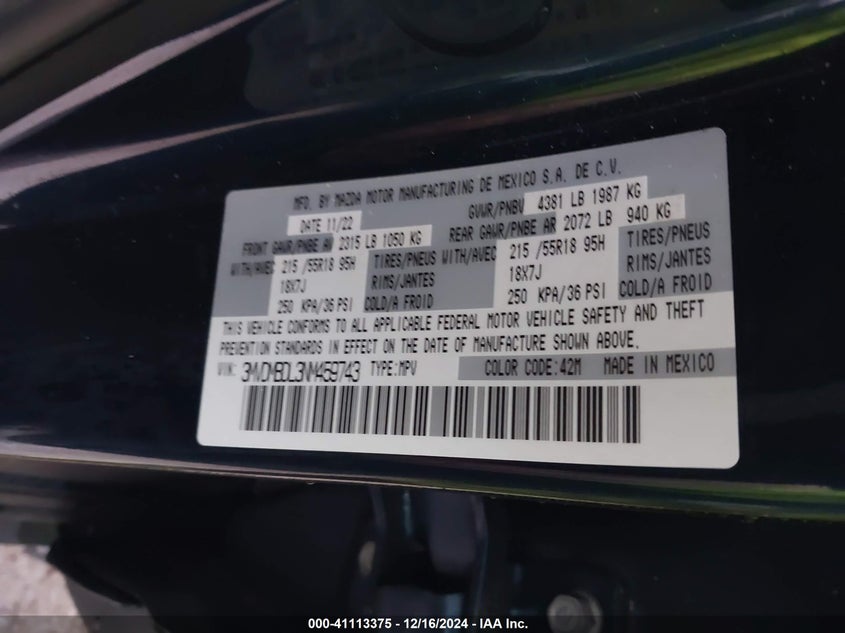 MFD. BY MAZDA MOTOR MANUFACTURING DE MEXICO S.A. DE C.V.
DATE 11/22 GVWR/PNBV 4381 LB 1987 KG
FRONT GAWR/PNBE AV 2315 LB 1050 KG REAR GAWR/PNBE AR 2072 LB 940 KG
WITH/AVEC 215 /55R18 95H TIRES/PNEUS WITH/AVEC 215 /55R18 95H TIRES/PNEUS
18X7J RIMS/JANTES 18X7J RIMS/JANTES
250 KPA/36 PSI COLD/A FROID 250 KPA/36 PSI COLD/A FROID
THIS VEHICLE CONFORMS TO ALL APPLICABLE FEDERAL MOTOR VEHICLE SAFETY AND THEFT
PREVENTION STANDARDS IN EFFECT ON THE DATE OF MANUFACTURE SHOWN ABOVE.
VIN: 3MVDMBDL3NM459743 TYPE:MPV COLOR CODE:42M MADE IN MEXICO
000-41113375 - 12/16/2024 - IAA Inc.